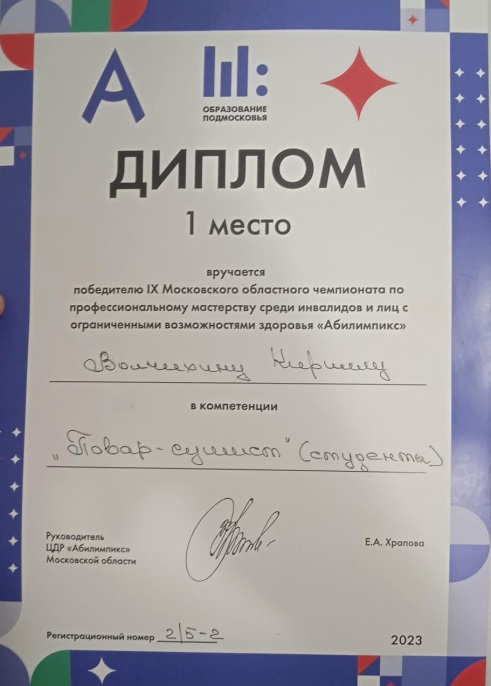 А
ОБРАЗОВАНИЕ
ПОДМОСКОВЬЯ
ДИПЛОМ
1 место
вручается
победителю IX Московского областного чемпионата по
профессиональному мастерству среди инвалидов и лиц с
ограниченными возможностями здоровья «Абилимпикс»
Волчихину Кириллу
в компетенции
"Повар-сушист" (студенты)
Руководитель
ЦДР «Абилимпикс»
Московской области
Е.А. Храпова
Регистрационный номер 2/5-2
2023